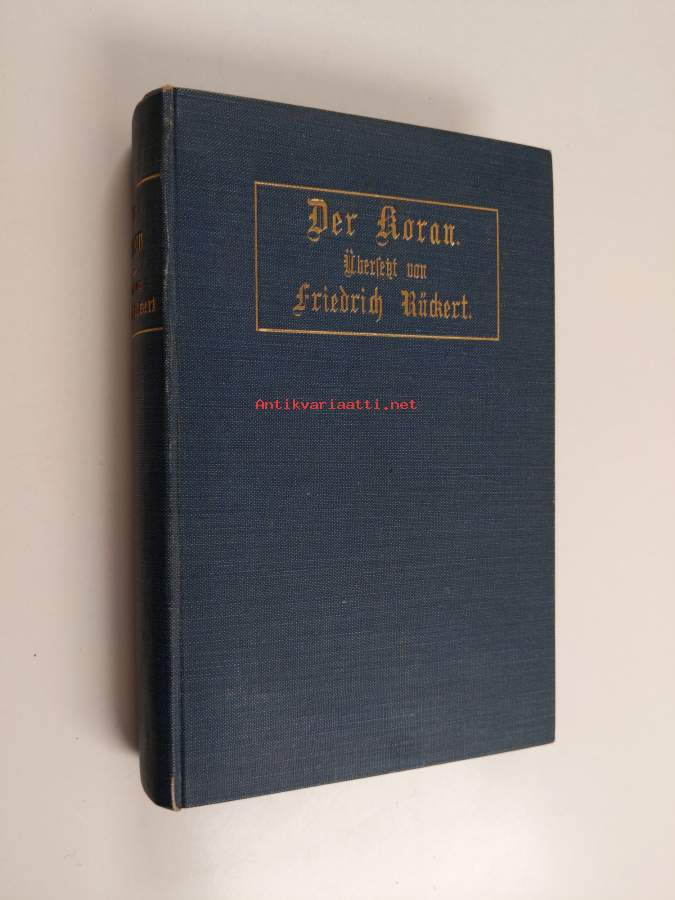 Der Koran.
Überſetzt von
Friedrich Rückert.
Antikvariaatti.net